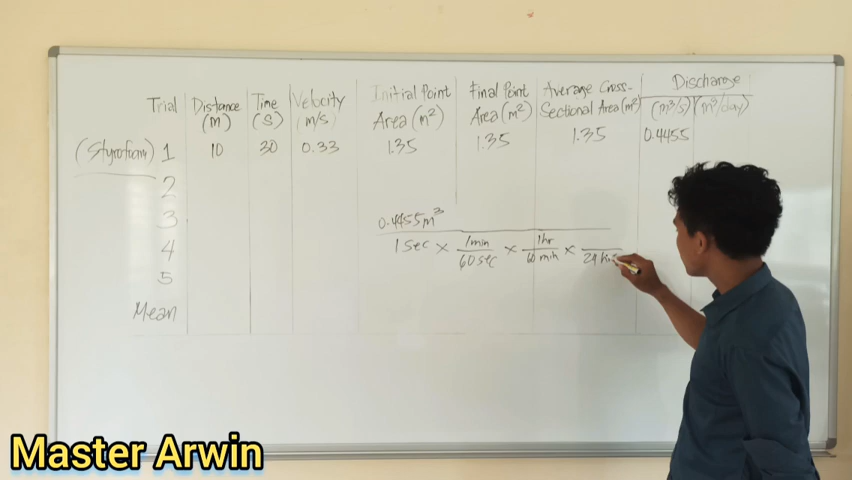 Trial Distance (m) Time (s) Velocity (m/s) Initial Point Area (m²) Final Point Area (m²) Average Cross-Sectional Area (m²) Discharge (m³/s) (m³/day)
(Styrofoam) 1 10 30 0.33 1.35 1.35 1.35 0.4455
2
3
0.4455 m³
4
1 sec × 1 min / 60 sec × 1 hr / 60 min × 24 hrs
5
Mean
Master Arwin